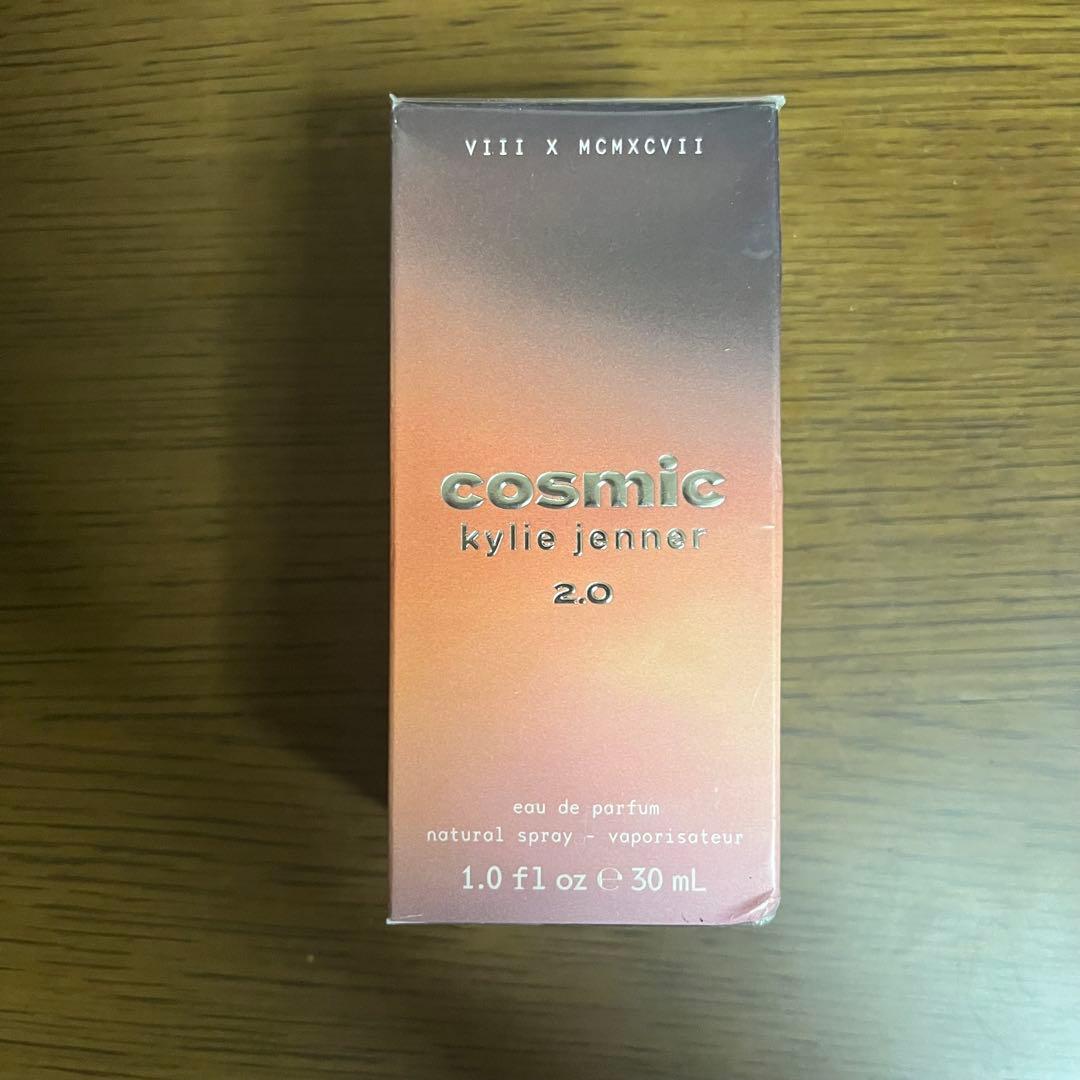 VIII X MCMXCVII
cosmic
kylie jenner
2.0
eau de parfum
natural spray - vaporisateur
1.0 fl oz ℮ 30 mL